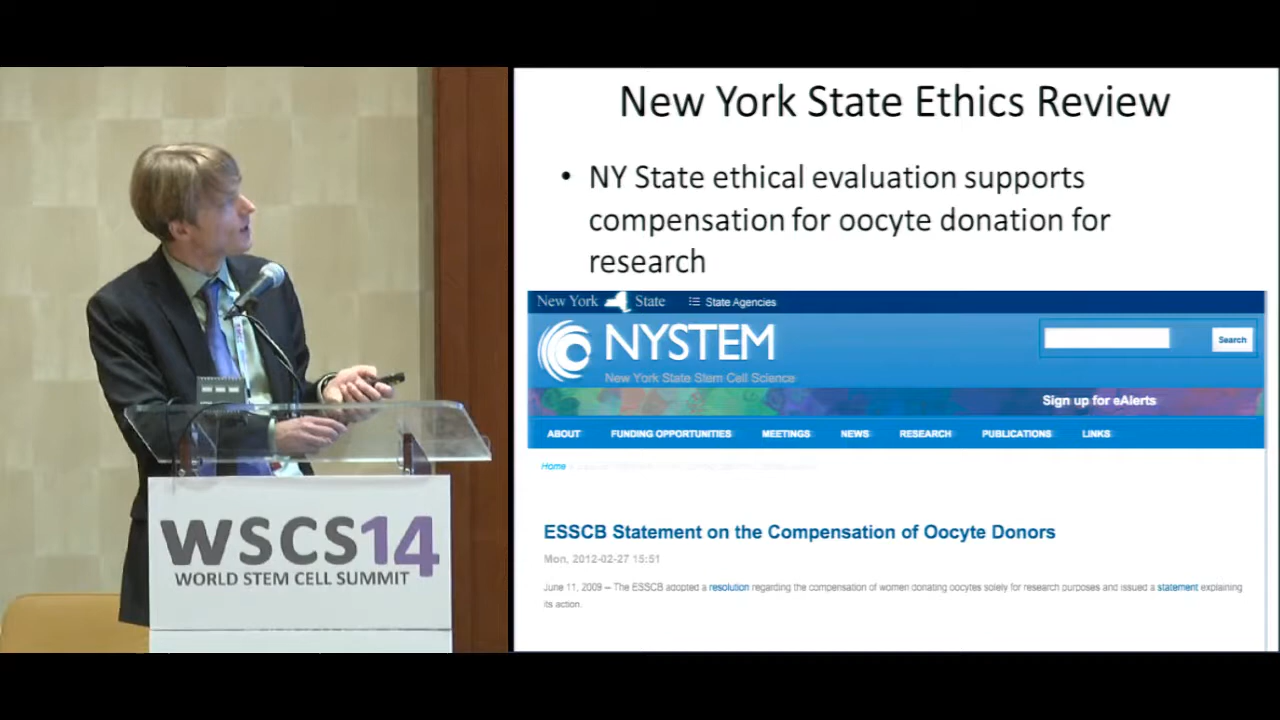 New York State Ethics Review
• NY State ethical evaluation supports
compensation for oocyte donation for
research
New York State State Agencies
NYSTEM
New York State Stem Cell Science
Search
Sign up for eAlerts
ABOUT FUNDING OPPORTUNITIES MEETINGS NEWS RESEARCH PUBLICATIONS LINKS
Home
ESSCB Statement on the Compensation of Oocyte Donors
Mon, 2012-02-27 15:51
June 11, 2009 -- The ESSCB adopted a resolution regarding the compensation of women donating oocytes solely for research purposes and issued a statement explaining
its action.
WSCS14
WORLD STEM CELL SUMMIT